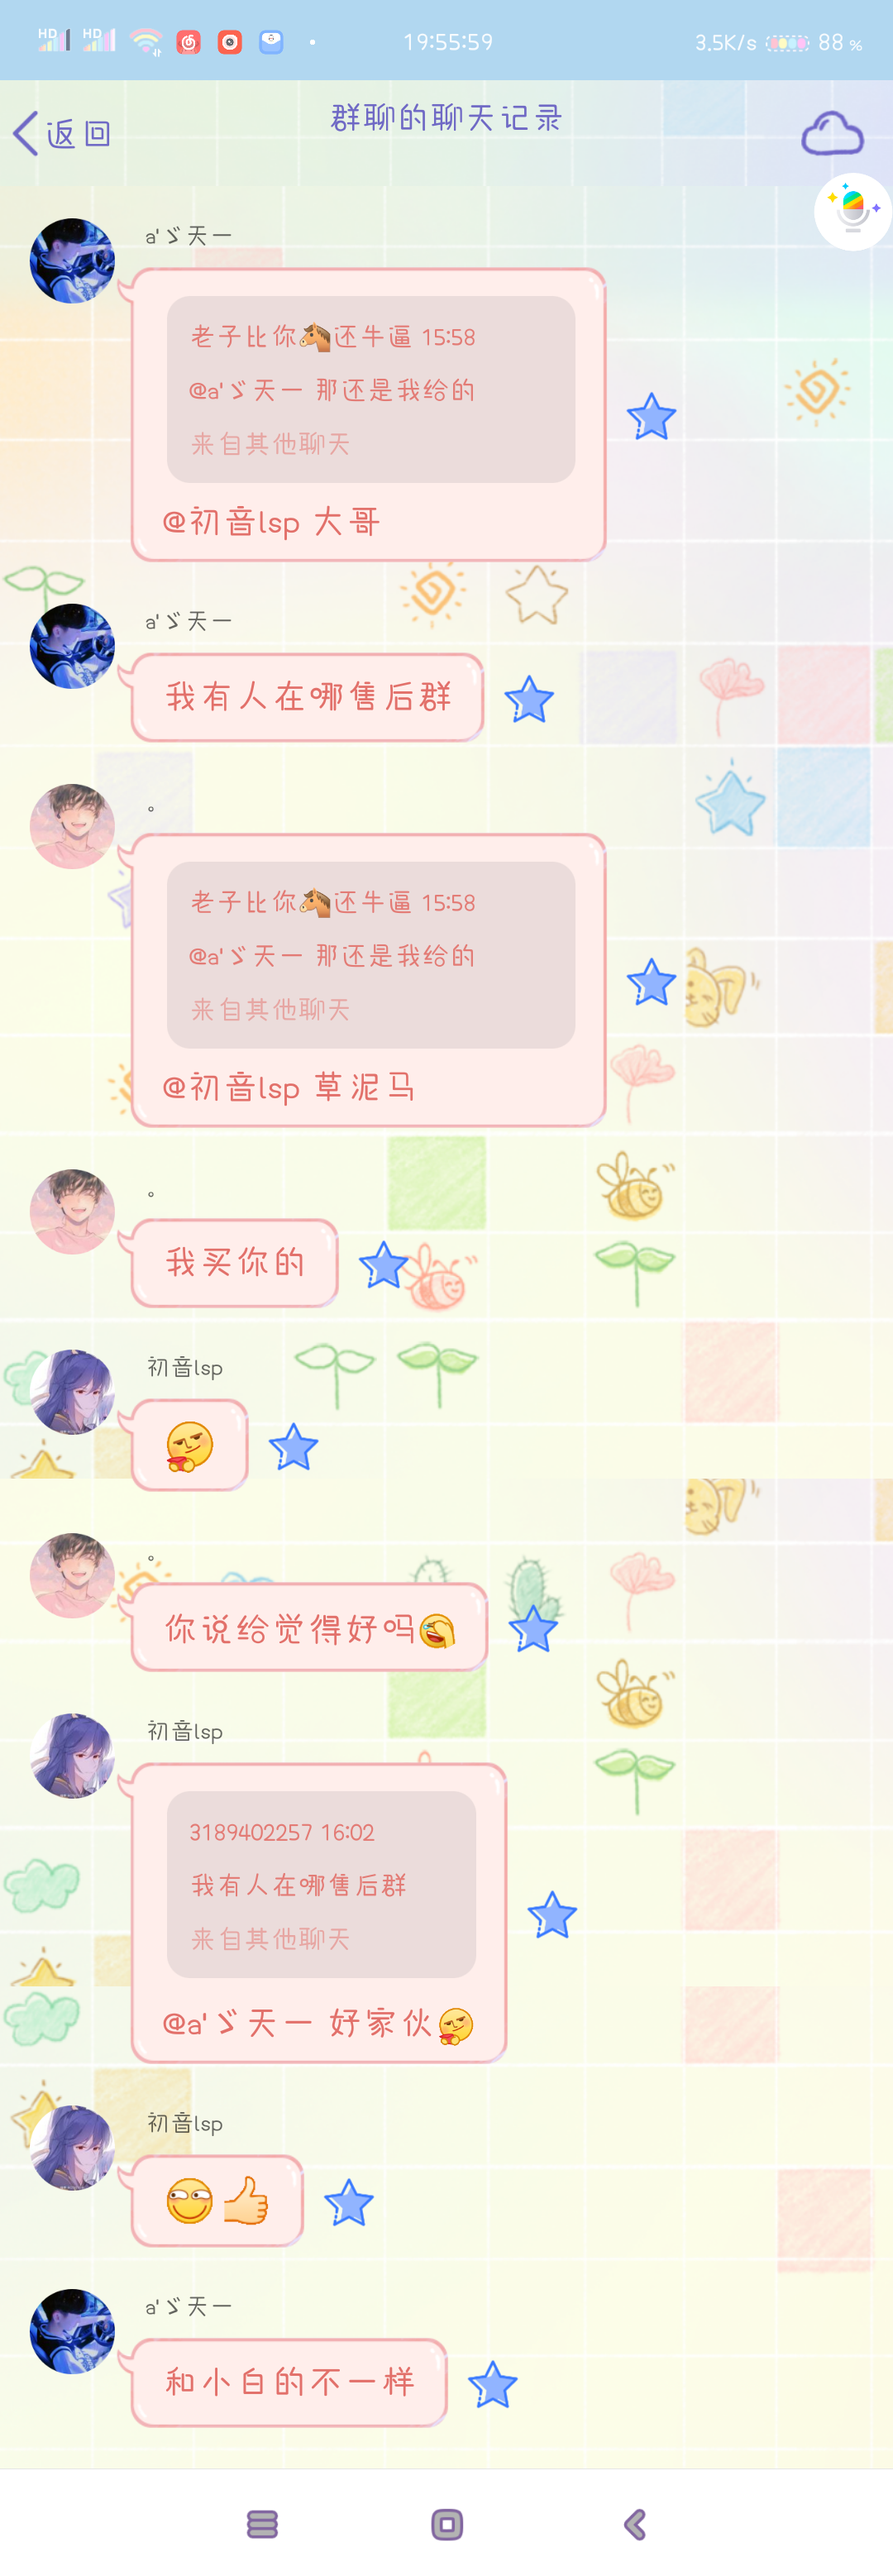 HD HD 19:55:59 3.5K/s 88 %
返回 群聊的聊天记录
a'ゞ天一
老子比你🐴还牛逼 15:58
@a'ゞ天一 那还是我给的
来自其他聊天
@初音lsp 大哥
a'ゞ天一
我有人在哪售后群
。
老子比你🐴还牛逼 15:58
@a'ゞ天一 那还是我给的
来自其他聊天
@初音lsp 草泥马
。
我买你的
初音lsp
。
你说给觉得好吗
初音lsp
3189402257 16:02
我有人在哪售后群
来自其他聊天
@a'ゞ天一 好家伙
初音lsp
a'ゞ天一
和小白的不一样